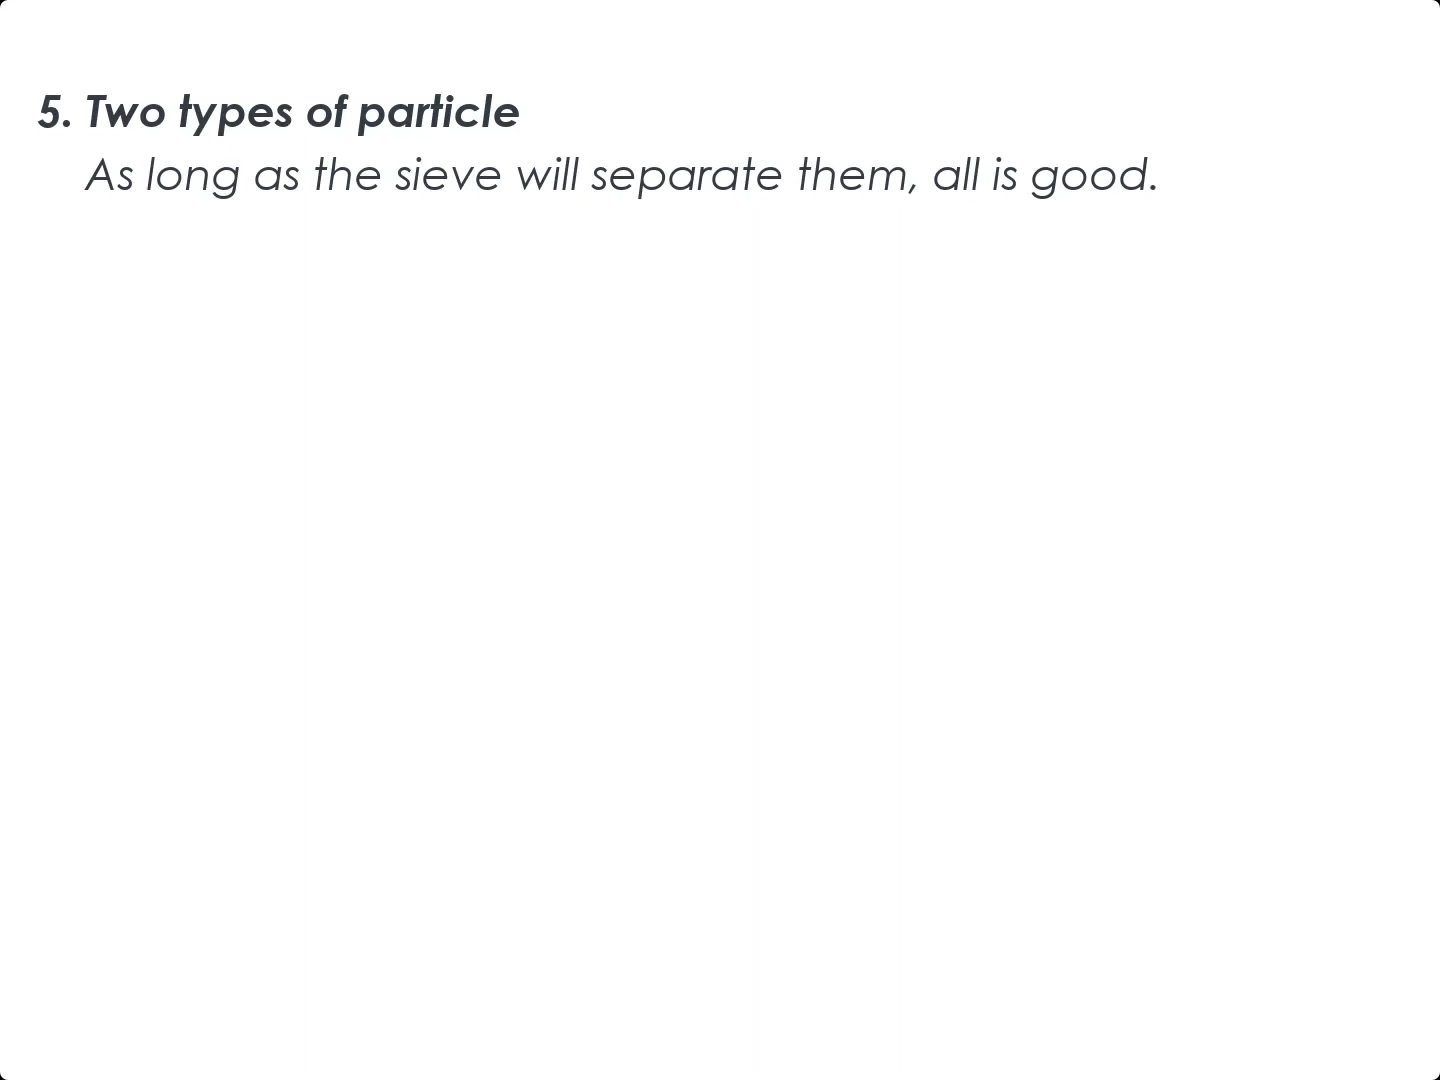 5. Two types of particle
As long as the sieve will separate them, all is good.